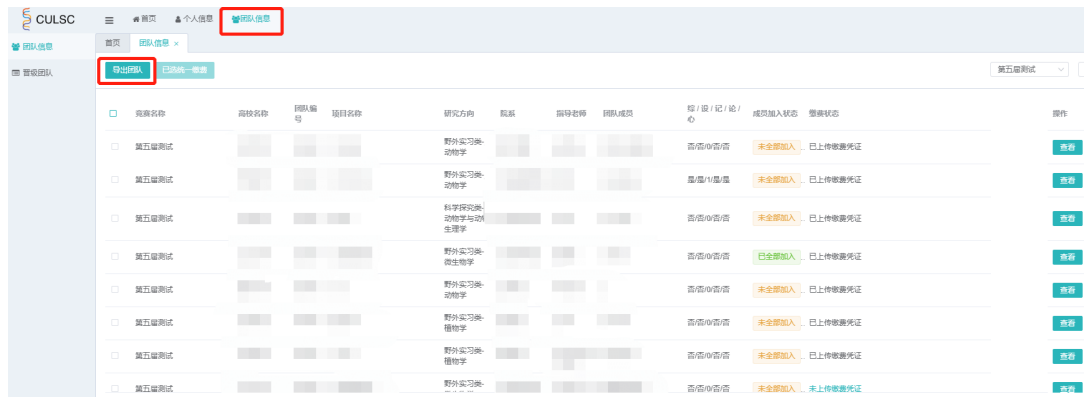 CULSC 首页 个人信息 团队信息
团队信息 首页 团队信息 ×
晋级团队 导出团队 已选统一缴费 第五届测试
竞赛名称 高校名称 团队编号 项目名称 研究方向 院系 指导老师 团队成员 综/设/记/论/心 成员加入状态 缴费状态 操作
第五届测试 野外实习类-动物学 否/否/0/否/否 未全部加入 已上传缴费凭证 查看
第五届测试 野外实习类-动物学 是/是/1/是/是 未全部加入 已上传缴费凭证 查看
第五届测试 科学探究类-动物学与动生理学 否/否/0/否/否 未全部加入 已上传缴费凭证 查看
第五届测试 野外实习类-微生物学 否/否/0/否/否 已全部加入 已上传缴费凭证 查看
第五届测试 野外实习类-动物学 否/否/0/否/否 未全部加入 已上传缴费凭证 查看
第五届测试 野外实习类-植物学 否/否/0/否/否 未全部加入 已上传缴费凭证 查看
第五届测试 野外实习类-植物学 否/否/0/否/否 未全部加入 已上传缴费凭证 查看
第五届测试 野外实习类- 否/否/0/否/否 未全部加入 未上传缴费凭证 查看